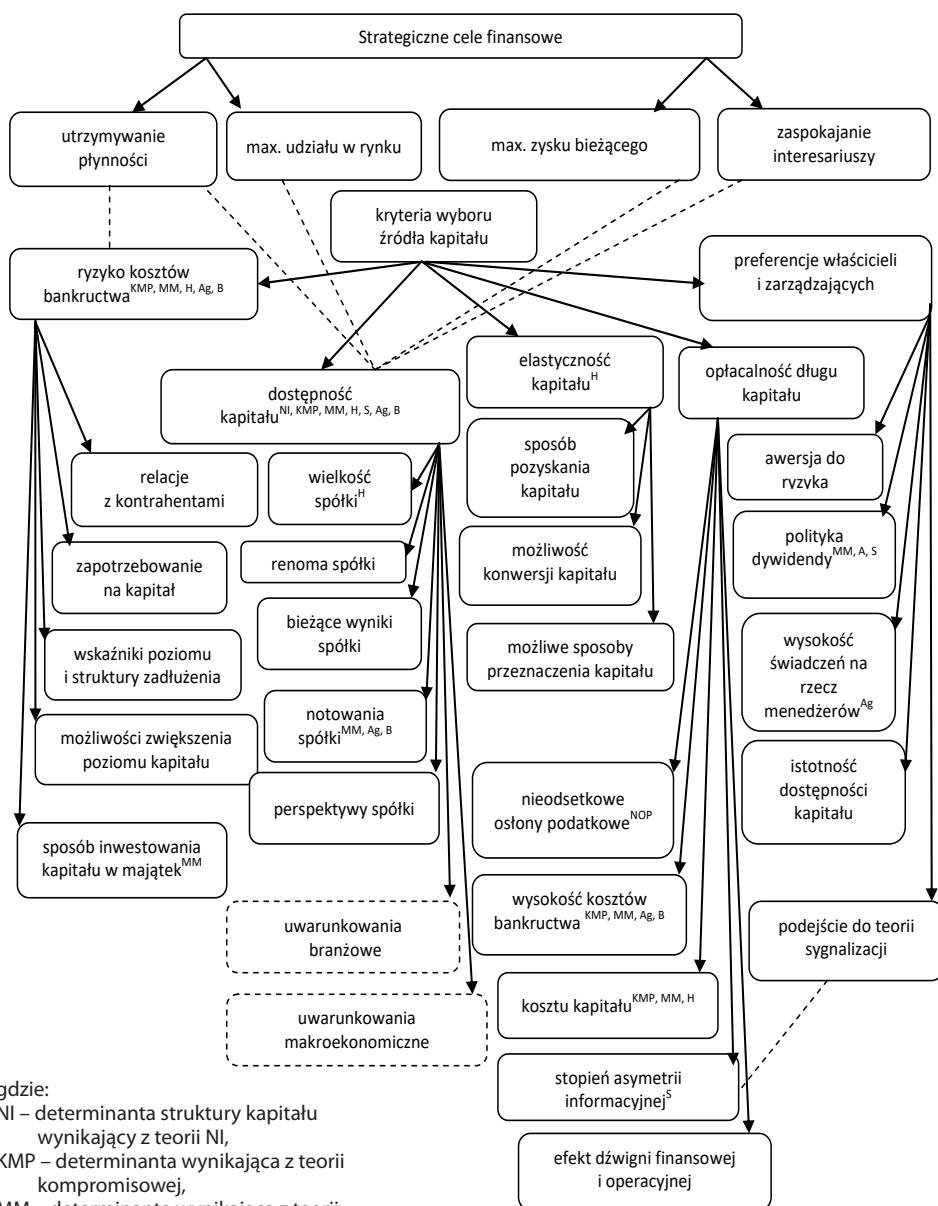 Strategiczne cele finansowe
utrzymywanie
płynności
max. udziału w rynku
max. zysku bieżącego
zaspokajanie
interesariuszy
kryteria wyboru
źródła kapitału
ryzyko kosztów
bankructwa KMP, MM, H, Ag, B
preferencje właścicieli
i zarządzających
dostępność
kapitału NI, KMP, MM, H, S, Ag, B
elastyczność
kapitału H
opłacalność długu
kapitału
relacje
z kontrahentami
zapotrzebowanie
na kapitał
wskaźniki poziomu
i struktury zadłużenia
możliwości zwiększenia
poziomu kapitału
sposób inwestowania
kapitału w majątek MM
wielkość
spółki H
renoma spółki
bieżące wyniki
spółki
notowania
spółki MM, Ag, B
perspektywy spółki
uwarunkowania
branżowe
uwarunkowania
makroekonomiczne
sposób
pozyskania
kapitału
możliwość
konwersji kapitału
możliwe sposoby
przeznaczenia kapitału
nieodsetkowe
osłony podatkowe NOP
wysokość kosztów
bankructwa KMP, MM, Ag, B
kosztu kapitału KMP, MM, H
stopień asymetrii
informacyjnej S
efekt dźwigni finansowej
i operacyjnej
awersja do
ryzyka
polityka
dywidendy MM, A, S
wysokość
świadczeń na
rzecz
menedżerów Ag
istotność
dostępności
kapitału
podejście do teorii
sygnalizacji
gdzie:
NI – determinanta struktury kapitału
wynikający z teorii NI,
KMP – determinanta wynikająca z teorii
kompromisowej,